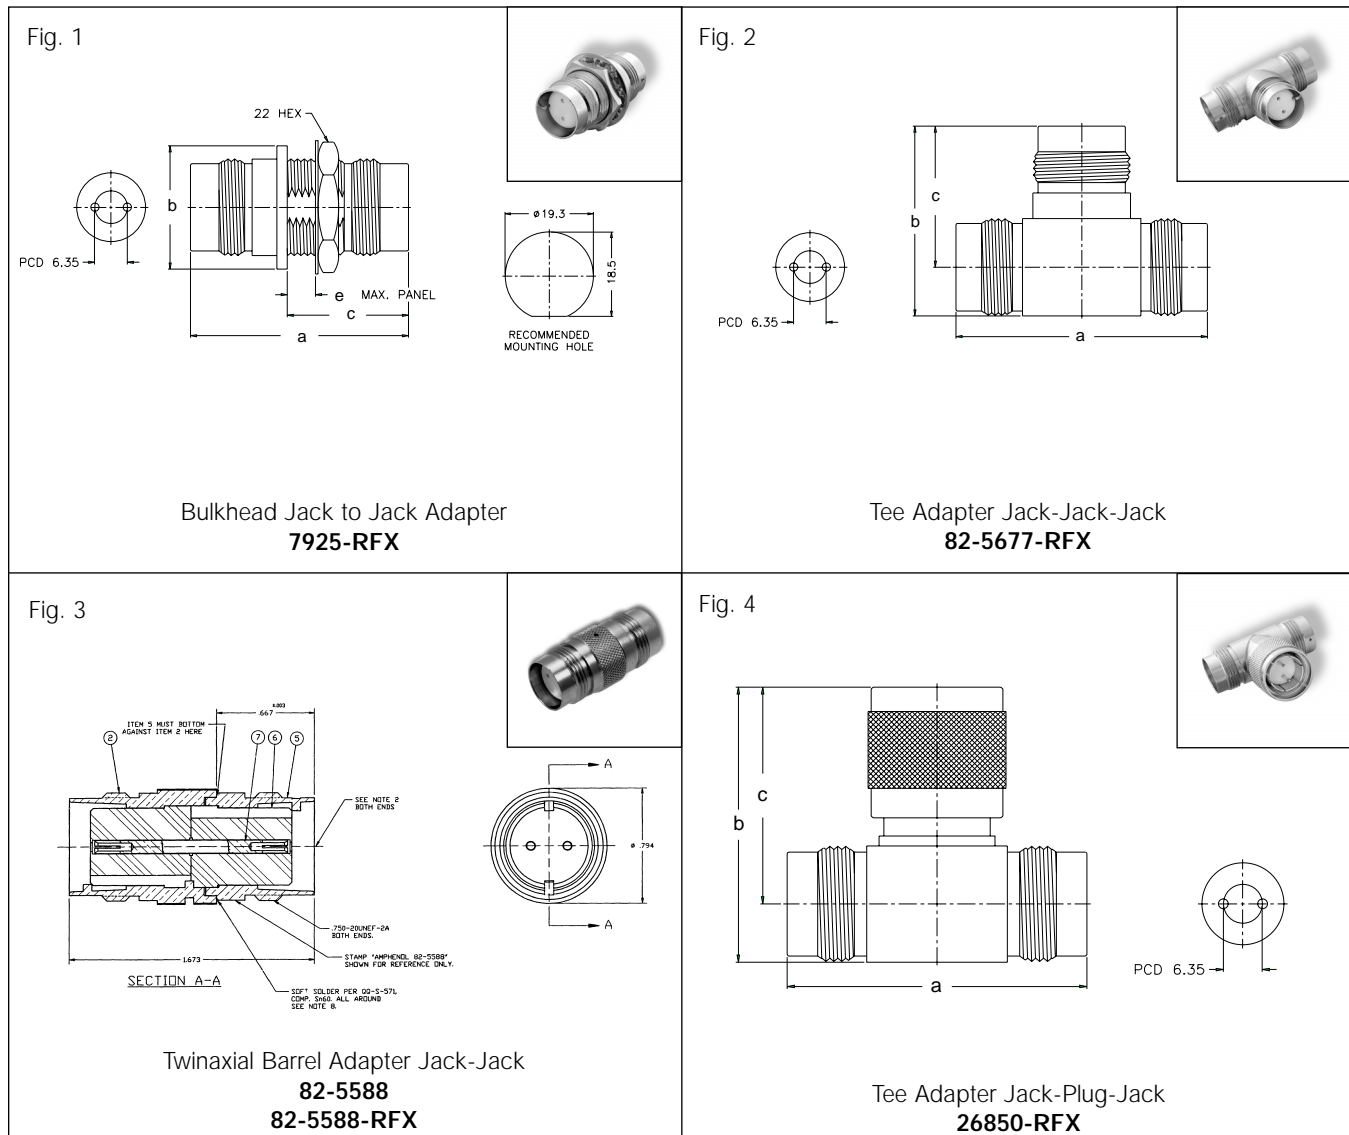 Fig. 1
22 HEX
b
PCD 6.35
e MAX. PANEL
c
a
ø19.3
18.5
RECOMMENDED
MOUNTING HOLE
Bulkhead Jack to Jack Adapter
7925-RFX
Fig. 2
c
b
PCD 6.35
a
Tee Adapter Jack-Jack-Jack
82-5677-RFX
Fig. 3
.667
ITEM 5 MUST BOTTOM
AGAINST ITEM 2 HERE
2
7
6
5
SEE NOTE 2
BOTH ENDS
.750-20UNEF-2A
BOTH ENDS.
1.673
STAMP "AMPHENOL 82-5588"
SHOWN FOR REFERENCE ONLY.
SECTION A-A
SOFT SOLDER PER QQ-S-571,
COMP. Sn60. ALL AROUND
SEE NOTE 8.
A
ø .794
A
Twinaxial Barrel Adapter Jack-Jack
82-5588
82-5588-RFX
Fig. 4
c
b
PCD 6.35
a
Tee Adapter Jack-Plug-Jack
26850-RFX